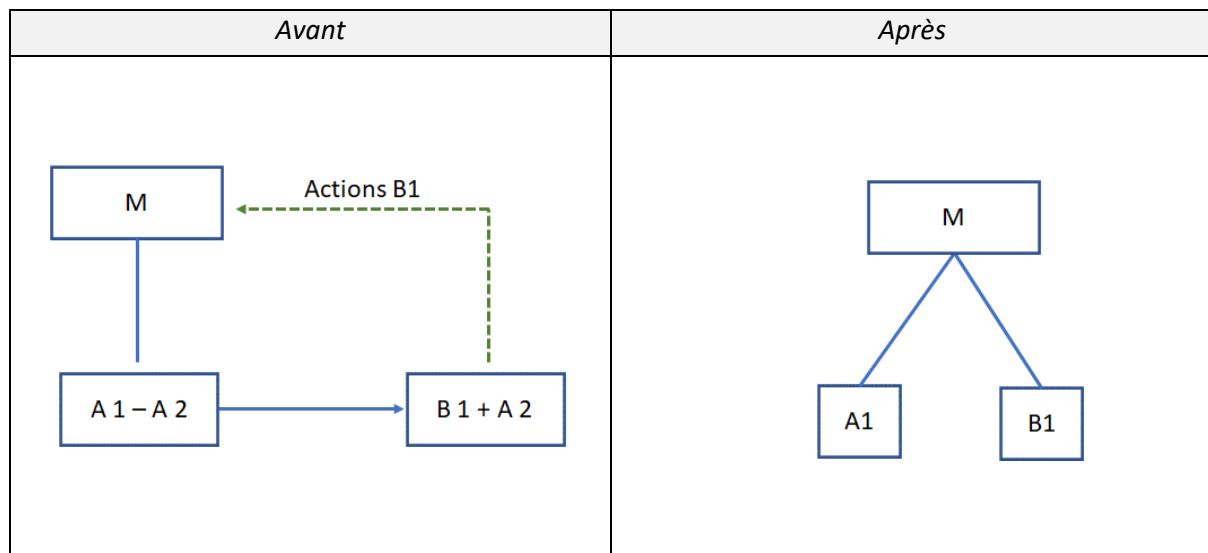 Avant
Après
M
Actions B1
A 1 – A 2
B 1 + A 2
M
A1
B1